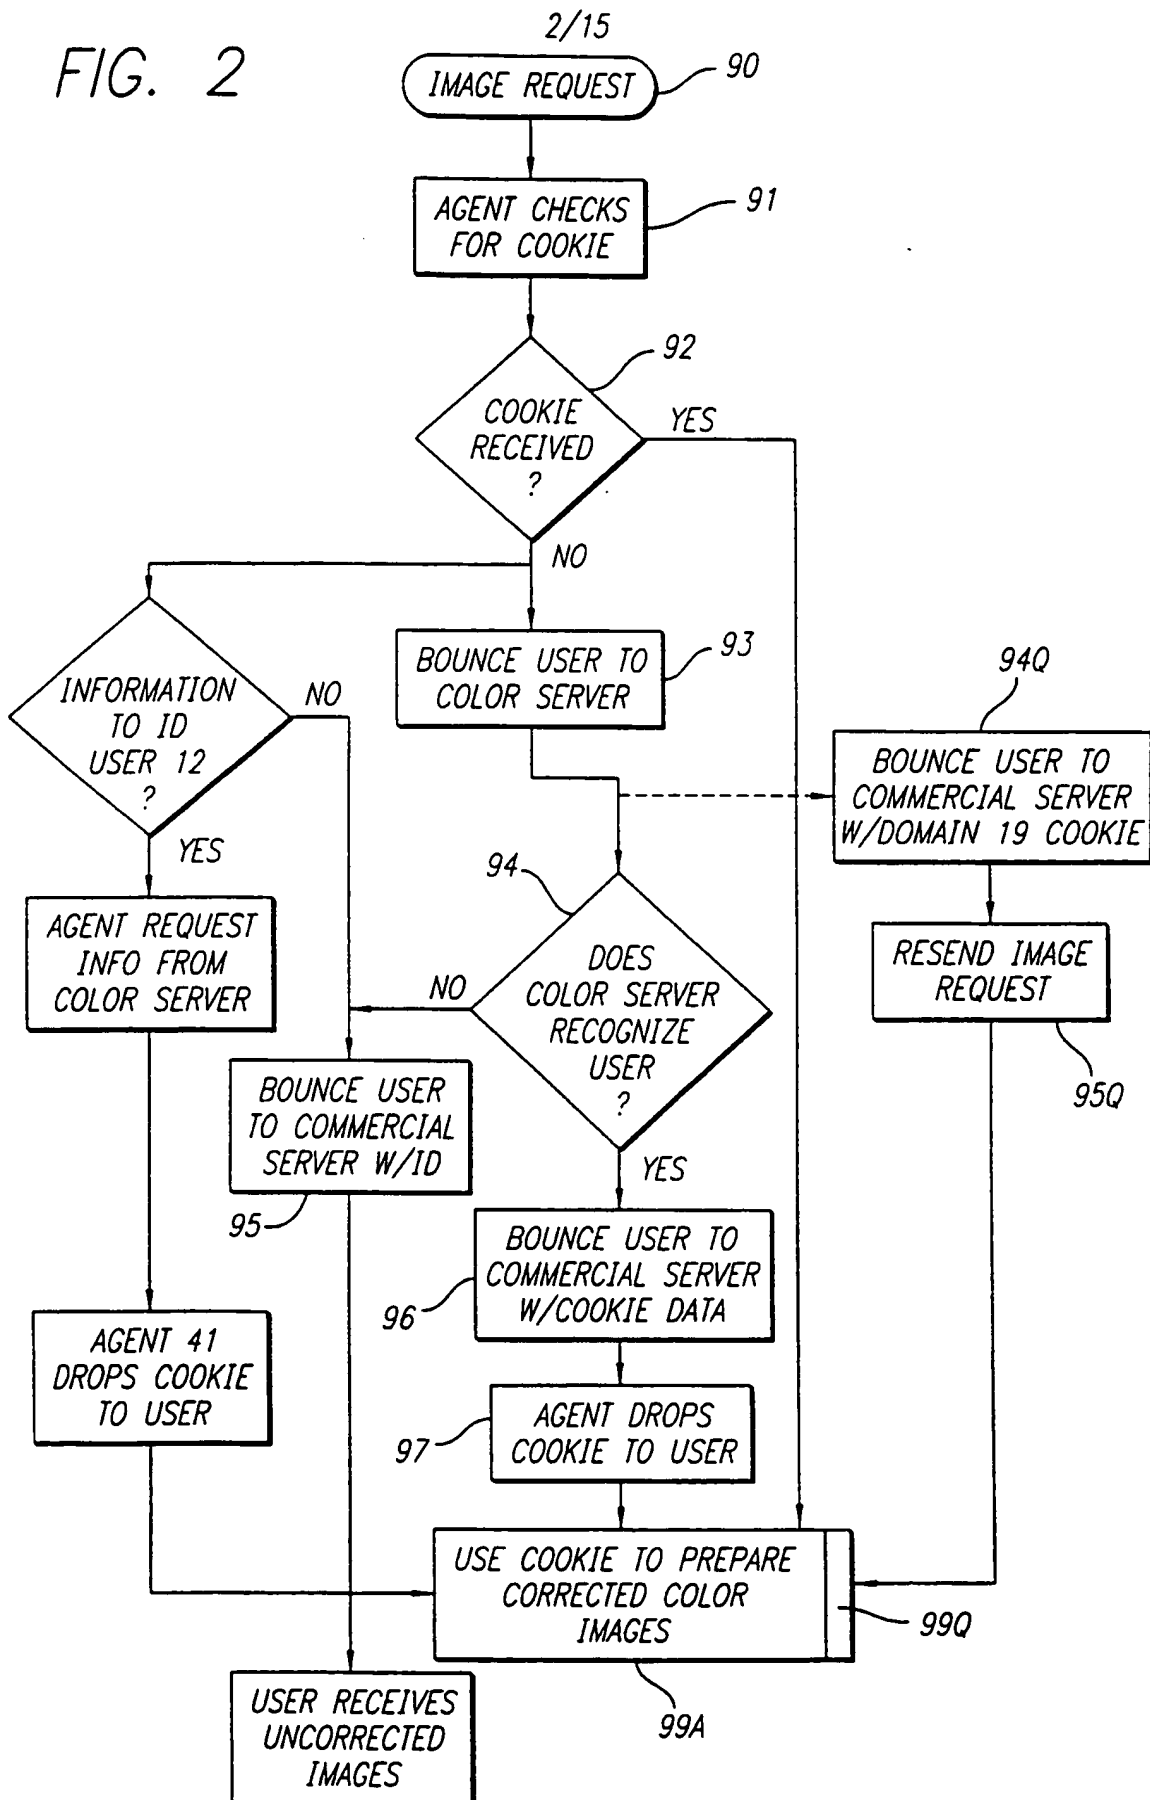 2/15
FIG. 2
IMAGE REQUEST
90
AGENT CHECKS
FOR COOKIE
91
92
COOKIE
RECEIVED
?
YES
NO
INFORMATION
TO ID
USER 12
?
NO
YES
BOUNCE USER TO
COLOR SERVER
93
94Q
BOUNCE USER TO
COMMERCIAL SERVER
W/DOMAIN 19 COOKIE
94
DOES
COLOR SERVER
RECOGNIZE
USER
?
NO
YES
AGENT REQUEST
INFO FROM
COLOR SERVER
RESEND IMAGE
REQUEST
95Q
BOUNCE USER
TO COMMERCIAL
SERVER W/ID
95
BOUNCE USER TO
COMMERCIAL SERVER
W/COOKIE DATA
96
AGENT 41
DROPS COOKIE
TO USER
AGENT DROPS
COOKIE TO USER
97
USE COOKIE TO PREPARE
CORRECTED COLOR
IMAGES
99Q
99A
USER RECEIVES
UNCORRECTED
IMAGES